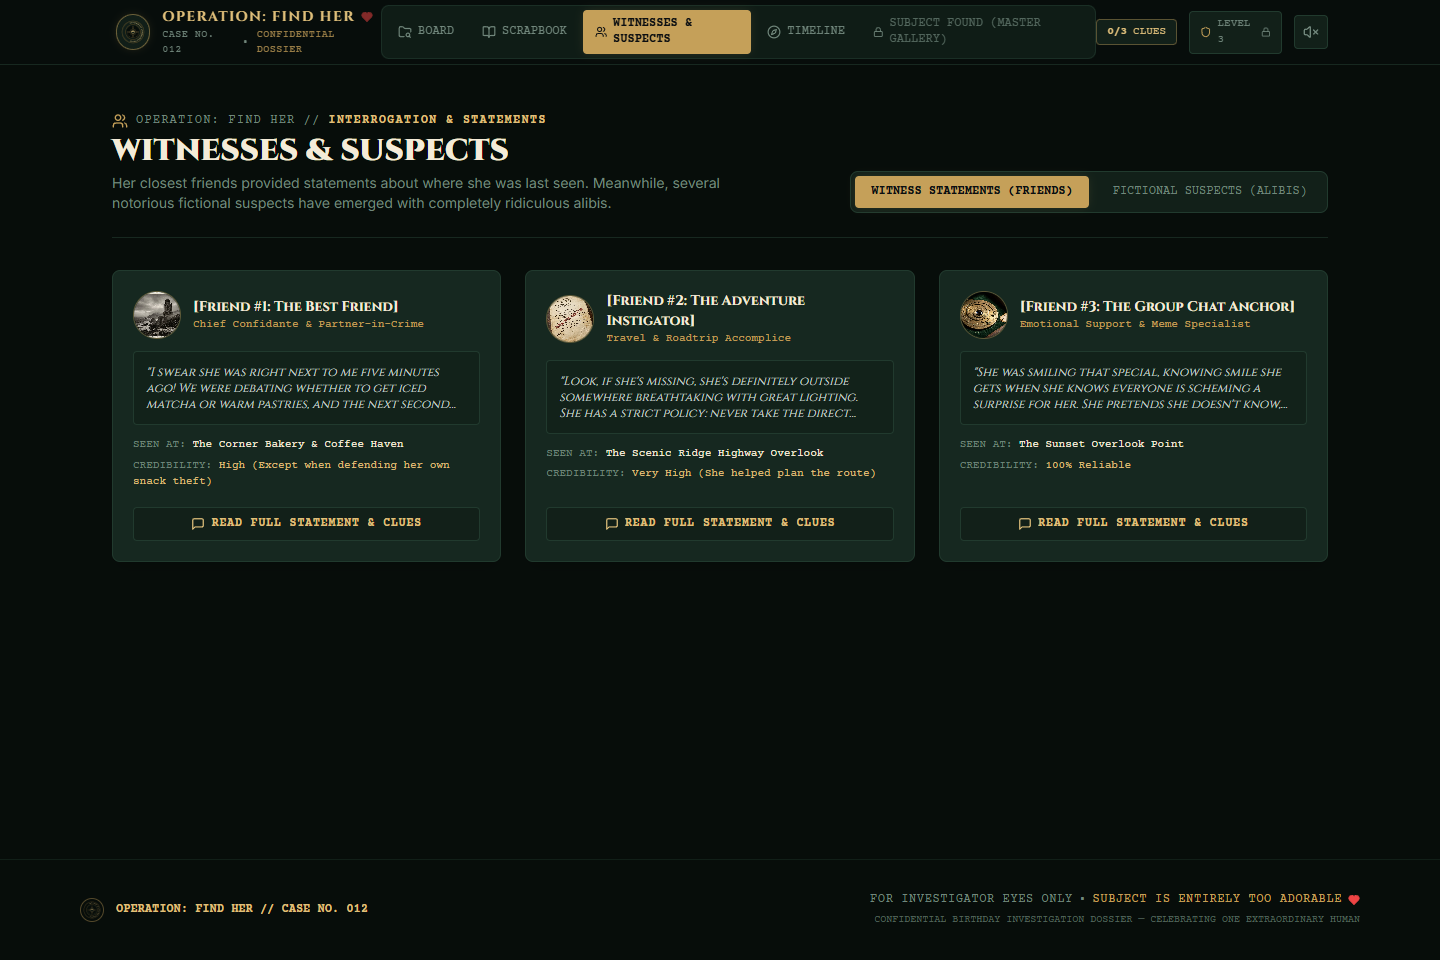 OPERATION: FIND HER
CASE NO. 012 • CONFIDENTIAL DOSSIER
BOARD
SCRAPBOOK
WITNESSES & SUSPECTS
TIMELINE
SUBJECT FOUND (MASTER GALLERY)
0/3 CLUES
LEVEL 3
OPERATION: FIND HER // INTERROGATION & STATEMENTS
WITNESSES & SUSPECTS
Her closest friends provided statements about where she was last seen. Meanwhile, several
notorious fictional suspects have emerged with completely ridiculous alibis.
WITNESS STATEMENTS (FRIENDS)
FICTIONAL SUSPECTS (ALIBIS)
[Friend #1: The Best Friend]
Chief Confidante & Partner-in-Crime
"I swear she was right next to me five minutes
ago! We were debating whether to get iced
matcha or warm pastries, and the next second...
SEEN AT: The Corner Bakery & Coffee Haven
CREDIBILITY: High (Except when defending her own
snack theft)
READ FULL STATEMENT & CLUES
[Friend #2: The Adventure
Instigator]
Travel & Roadtrip Accomplice
"Look, if she's missing, she's definitely outside
somewhere breathtaking with great lighting.
She has a strict policy: never take the direct...
SEEN AT: The Scenic Ridge Highway Overlook
CREDIBILITY: Very High (She helped plan the route)
READ FULL STATEMENT & CLUES
[Friend #3: The Group Chat Anchor]
Emotional Support & Meme Specialist
"She was smiling that special, knowing smile she
gets when she knows everyone is scheming a
surprise for her. She pretends she doesn't know,...
SEEN AT: The Sunset Overlook Point
CREDIBILITY: 100% Reliable
READ FULL STATEMENT & CLUES
OPERATION: FIND HER // CASE NO. 012
FOR INVESTIGATOR EYES ONLY • SUBJECT IS ENTIRELY TOO ADORABLE
CONFIDENTIAL BIRTHDAY INVESTIGATION DOSSIER — CELEBRATING ONE EXTRAORDINARY HUMAN